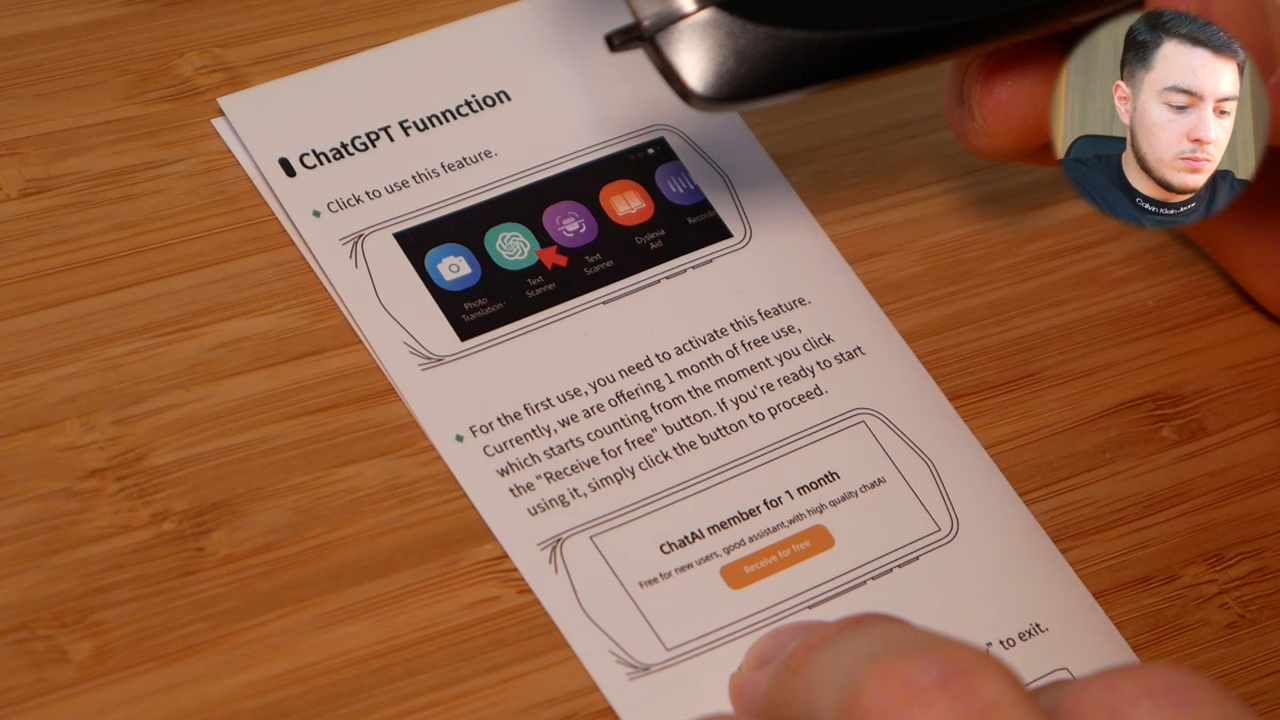 ChatGPT Funnction
Click to use this feature.
Photo
Translation
Text
Scanner
Text
Scanner
Dyslexia
Aid
For the first use, you need to activate this feature.
Currently, we are offering 1 month of free use,
which starts counting from the moment you click
the "Receive for free" button. If you're ready to start
using it, simply click the button to proceed.
ChatAI member for 1 month
Free for new users, good assistant,with high quality chatAI
Receive for free
" to exit.
Calvin Klein Jeans